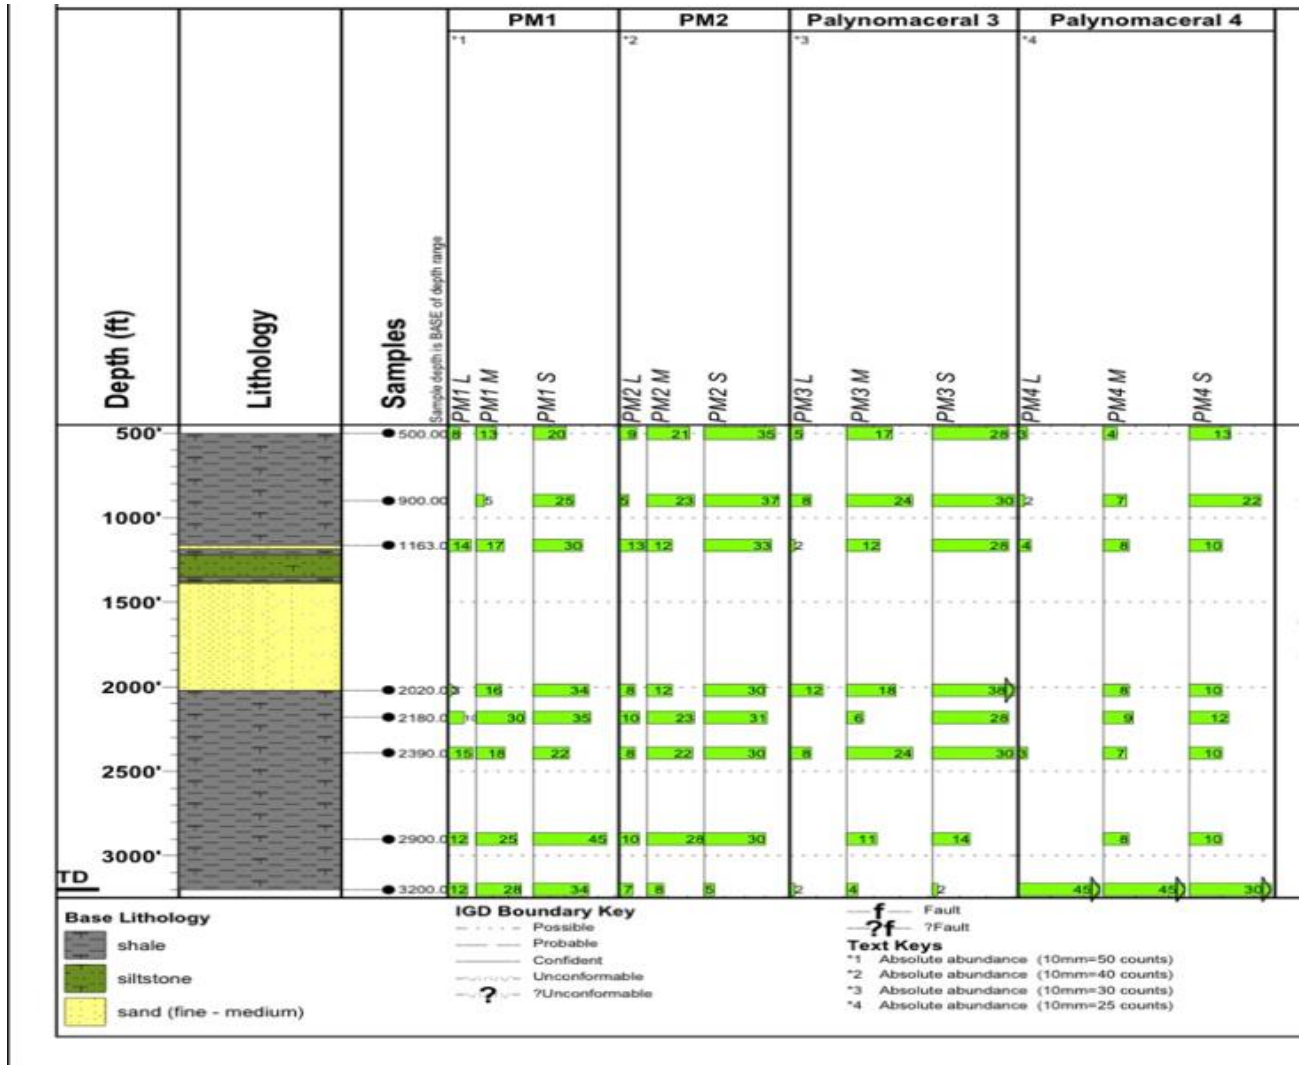 PM1 PM2 Palynomaceral 3 Palynomaceral 4
*1 *2 *3 *4
Depth (ft) Lithology Samples Sample depth is BASE of depth range PM1 L PM1 M PM1 S PM2 L PM2 M PM2 S PM3 L PM3 M PM3 S PM4 L PM4 M PM4 S
500' 500.00 8 13 20 9 21 35 5 17 28 3 4 13
900.00 5 25 5 23 37 8 24 30 2 7 22
1000'
1163.0 14 17 30 13 12 33 2 12 28 4 8 10
1500'
2000' 2020.0 3 16 34 8 12 30 12 18 38 8 10
2180.0 10 30 35 10 23 31 6 28 9 12
2390.0 15 18 22 8 22 30 8 24 30 3 7 10
2500'
2900.0 12 25 45 10 28 30 11 14 8 10
3000'
TD 3200.0 12 28 34 7 8 5 2 4 2 45 45 30
Base Lithology
shale
siltstone
sand (fine - medium)
IGD Boundary Key
Possible
Probable
Confident
Unconformable
? ?Unconformable
f Fault
?f ?Fault
Text Keys
*1 Absolute abundance (10mm=50 counts)
*2 Absolute abundance (10mm=40 counts)
*3 Absolute abundance (10mm=30 counts)
*4 Absolute abundance (10mm=25 counts)